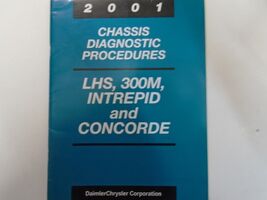 2001
CHASSIS
DIAGNOSTIC
PROCEDURES
LHS, 300M,
INTREPID
and
CONCORDE
DaimlerChrysler Corporation